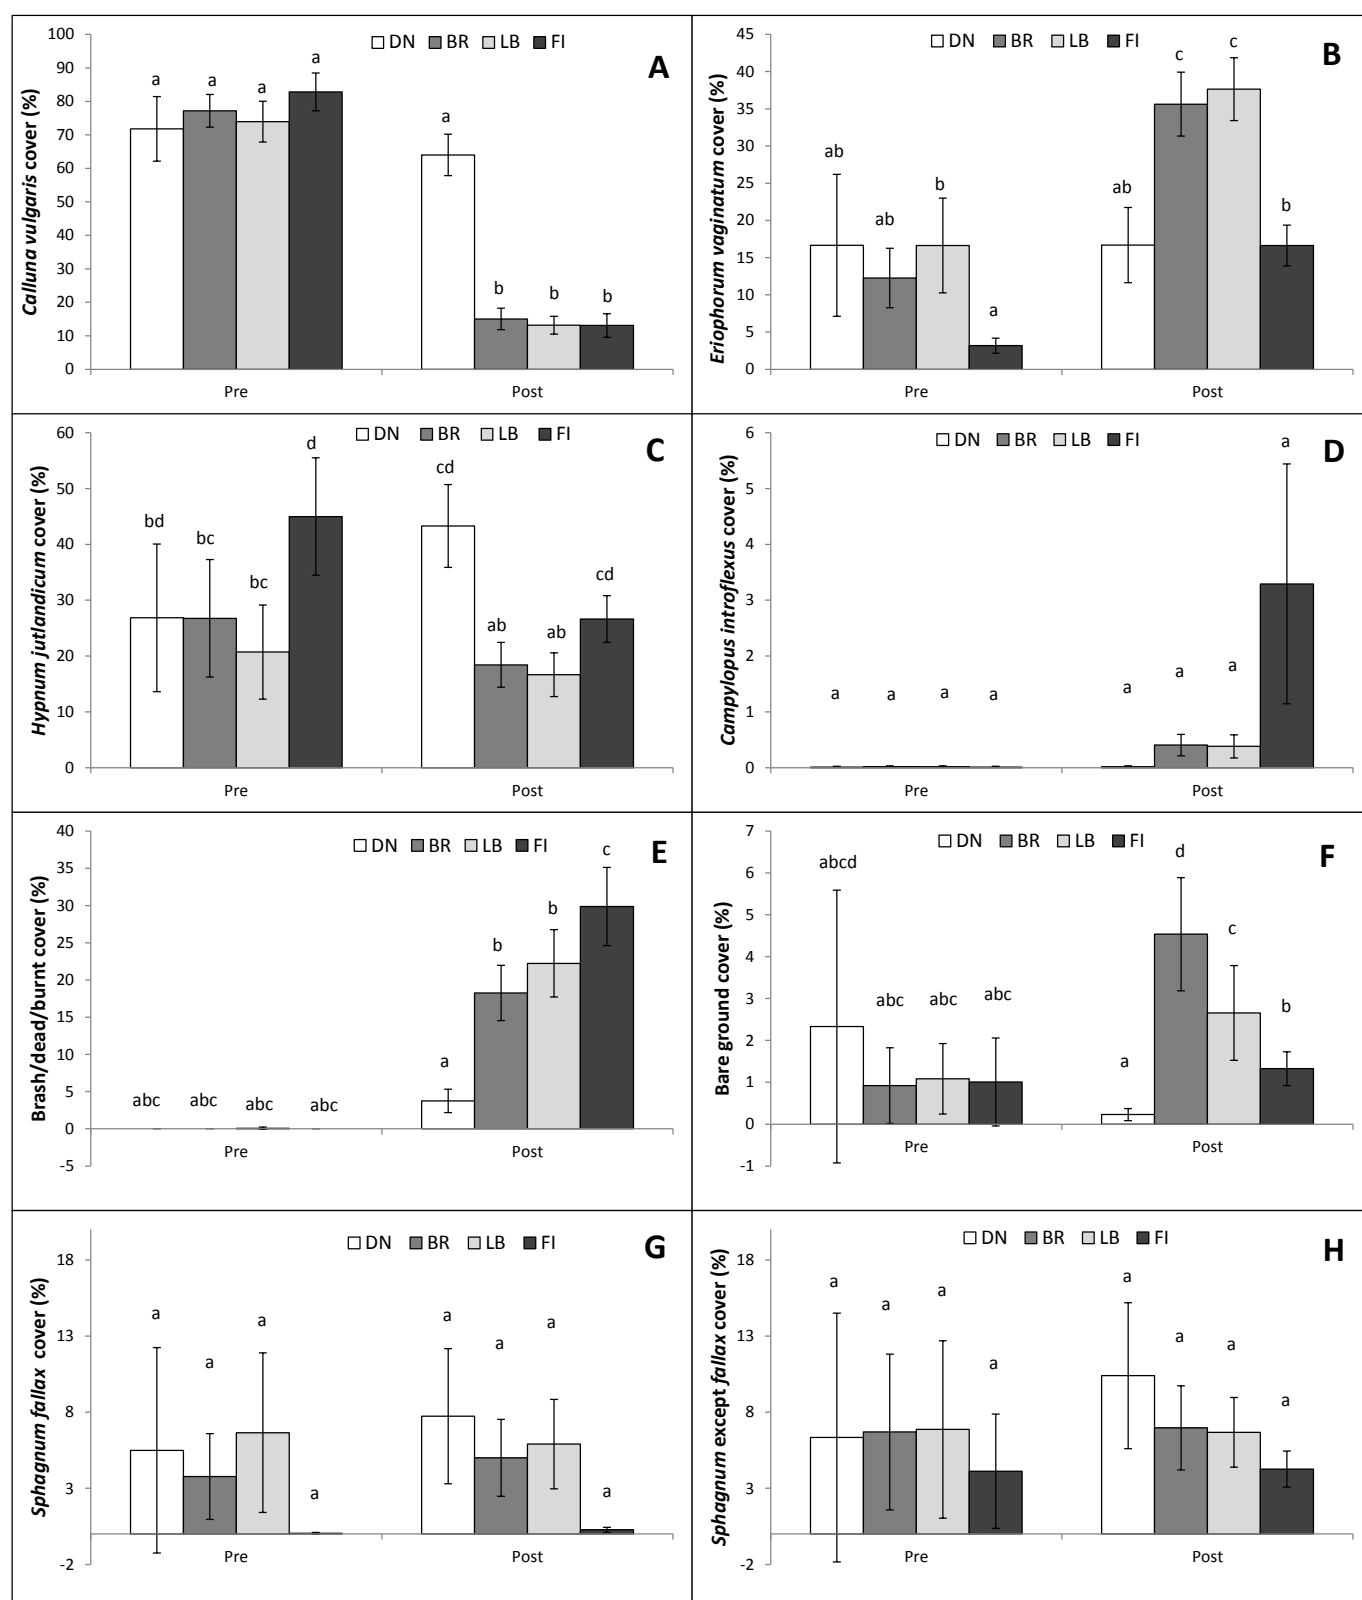 DN BR LB FI
A
Calluna vulgaris cover (%)
100
90
80
70
60
50
40
30
20
10
0
a a a a
a b b b
Pre Post
DN BR LB FI
B
Eriophorum vaginatum cover (%)
45
40
35
30
25
20
15
10
5
0
ab ab b a
ab c c b
Pre Post
DN BR LB FI
C
Hypnum jutlandicum cover (%)
60
50
40
30
20
10
0
bd bc bc d
cd ab ab cd
Pre Post
DN BR LB FI
D
Campylopus introflexus cover (%)
6
5
4
3
2
1
0
a a a a
a a a a
Pre Post
DN BR LB FI
E
Brash/dead/burnt cover (%)
40
35
30
25
20
15
10
5
0
-5
abc abc abc abc
a b b c
Pre Post
DN BR LB FI
F
Bare ground cover (%)
7
6
5
4
3
2
1
0
-1
abcd abc abc abc
a d c b
Pre Post
DN BR LB FI
G
Sphagnum fallax cover (%)
18
13
8
3
-2
a a a a
a a a a
Pre Post
DN BR LB FI
H
Sphagnum except fallax cover (%)
18
13
8
3
-2
a a a a
a a a a
Pre Post